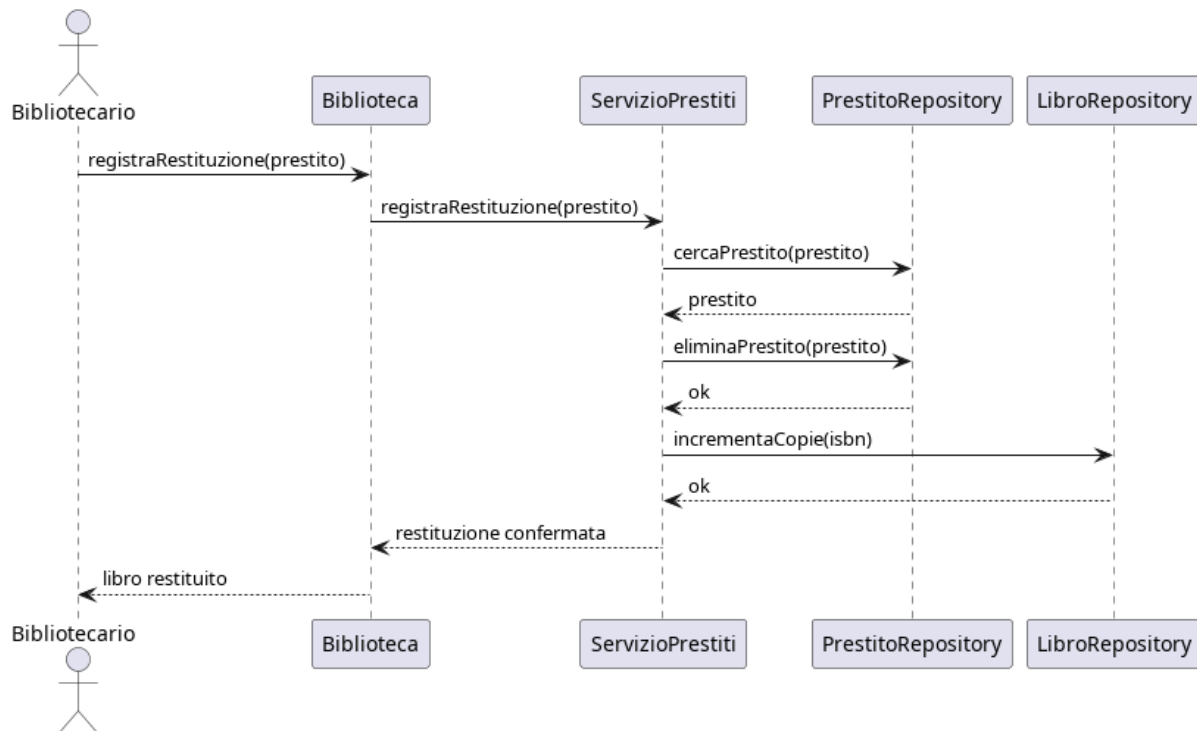 Bibliotecario
Biblioteca
ServizioPrestiti
PrestitoRepository
LibroRepository
registraRestituzione(prestito)
registraRestituzione(prestito)
cercaPrestito(prestito)
prestito
eliminaPrestito(prestito)
ok
incrementaCopie(isbn)
ok
restituzione confermata
libro restituito
Bibliotecario
Biblioteca
ServizioPrestiti
PrestitoRepository
LibroRepository